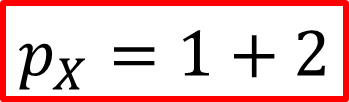 p_X = 1 + 2